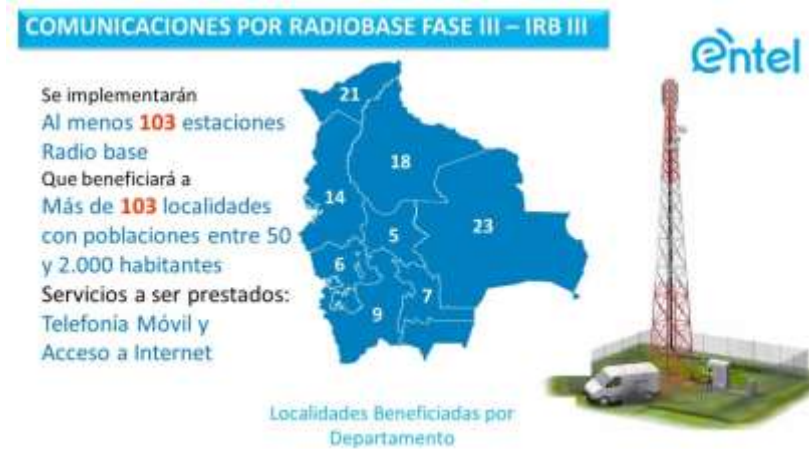 COMUNICACIONES POR RADIOBASE FASE III – IRB III
entel
Se implementarán
Al menos 103 estaciones
Radio base
Que beneficiará a
Más de 103 localidades
con poblaciones entre 50
y 2.000 habitantes
Servicios a ser prestados:
Telefonía Móvil y
Acceso a Internet
21
18
14
23
5
6
7
9
Localidades Beneficiadas por
Departamento